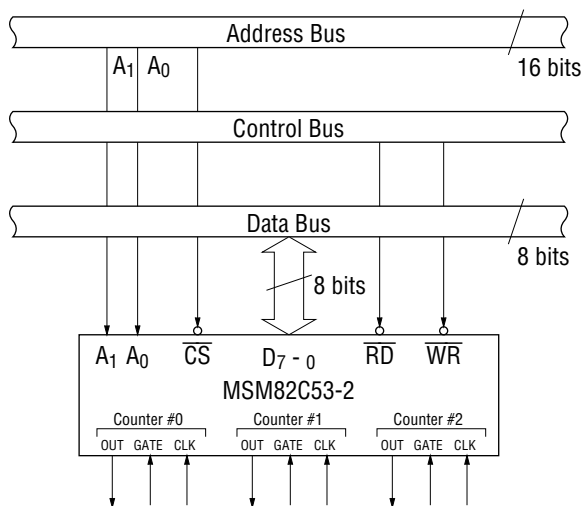 Address Bus
A1 A0
16 bits
Control Bus
Data Bus
8 bits
8 bits
A1 A0 CS D7 - 0 RD WR
MSM82C53-2
Counter #0 Counter #1 Counter #2
OUT GATE CLK OUT GATE CLK OUT GATE CLK